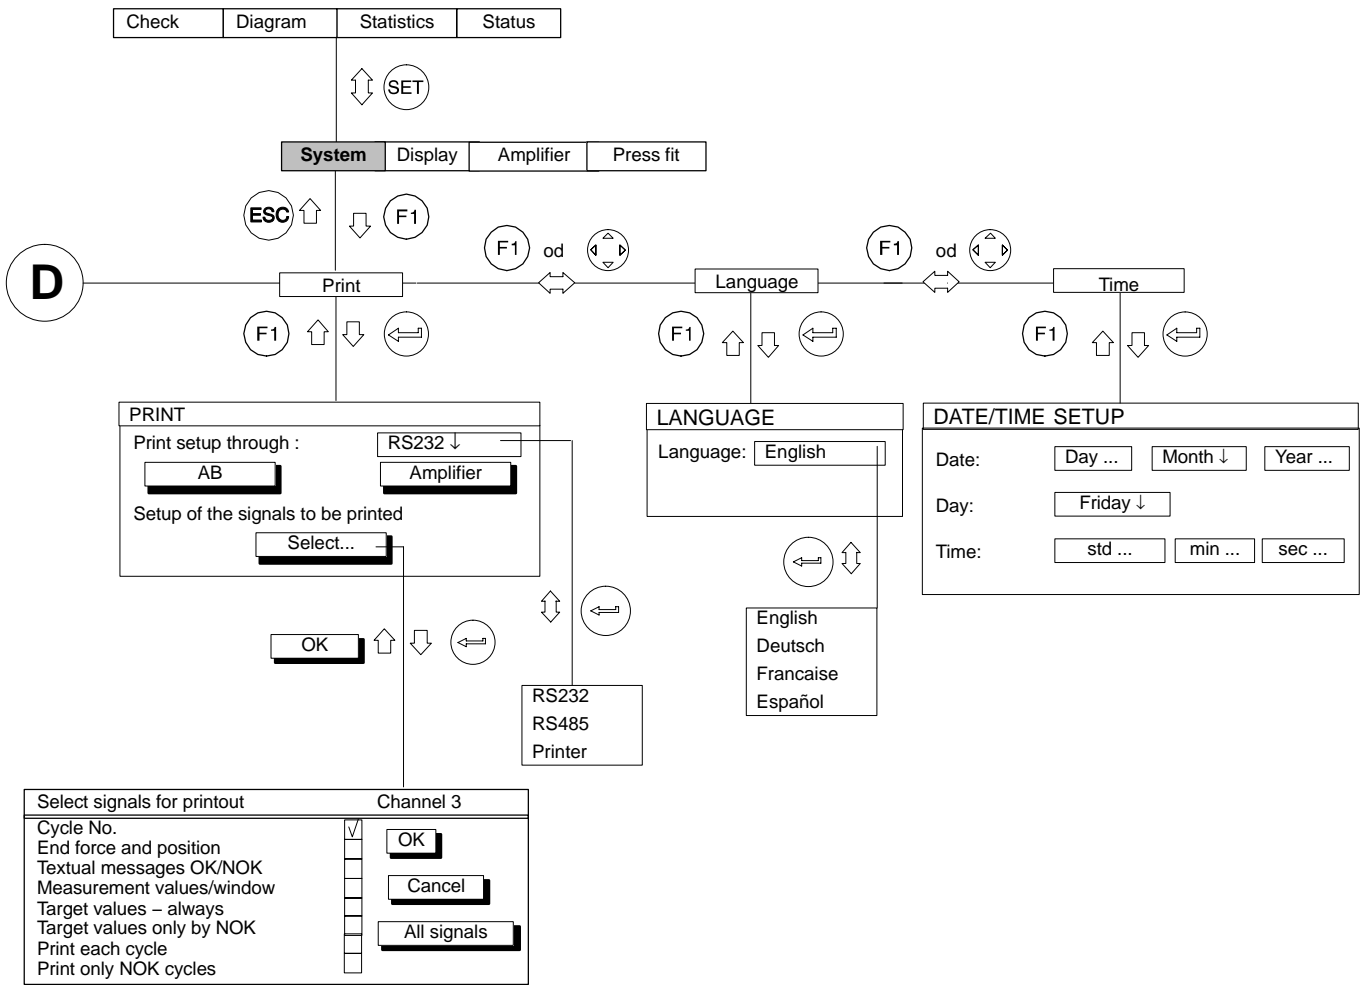 Check Diagram Statistics Status
SET
System Display Amplifier Press fit
ESC F1
F1 od F1 od
D Print Language Time
F1 F1 F1
PRINT
Print setup through : RS232 ↓
AB Amplifier
Setup of the signals to be printed
Select...
LANGUAGE
Language: English
DATE/TIME SETUP
Date: Day ... Month ↓ Year ...
Day: Friday ↓
Time: std ... min ... sec ...
English
Deutsch
Francaise
Español
OK
RS232
RS485
Printer
Select signals for printout Channel 3
Cycle No. √
End force and position
Textual messages OK/NOK
Measurement values/window
Target values – always
Target values only by NOK
Print each cycle
Print only NOK cycles
OK
Cancel
All signals